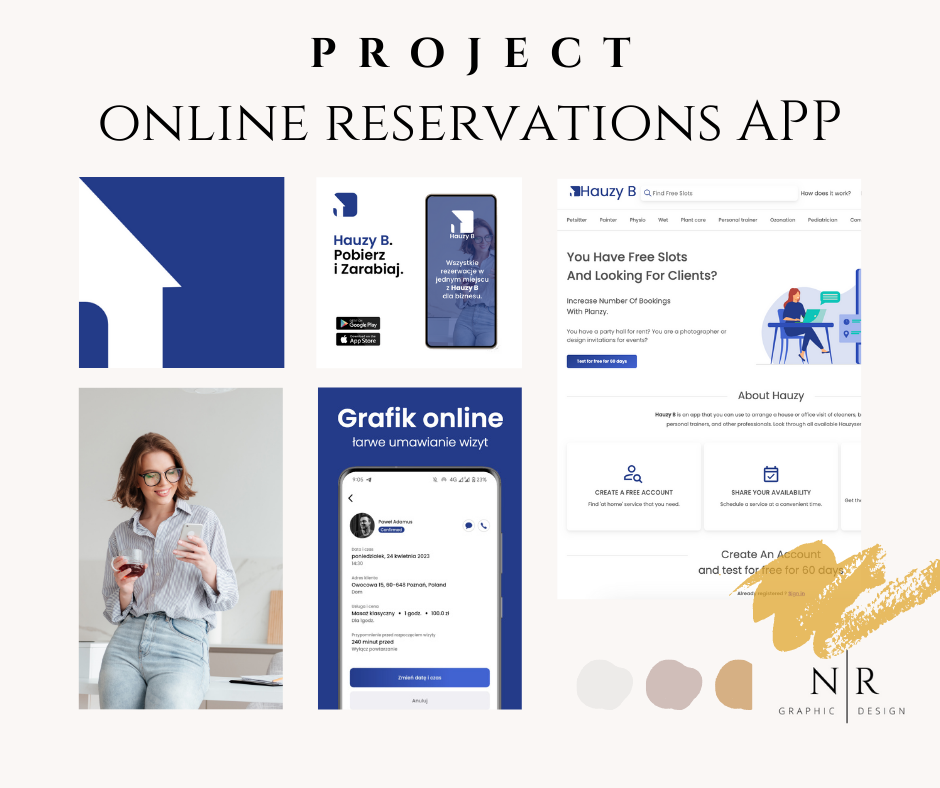 PROJECT
ONLINE RESERVATIONS APP
Hauzy B.
Pobierz
i Zarabiaj.
GET IT ON
Google Play
Download on the
App Store
Hauzy B
Wszystkie
rezerwacje w
jednym miejscu
z Hauzy B
dla biznesu.
Hauzy B
Find Free Slots
How does it work?
Petsitter Painter Physio Wet Plant care Personal trainer Ozonation Pediatrician
You Have Free Slots
And Looking For Clients?
Increase Number Of Bookings
With Planzy.
You have a party hall for rent? You are a photographer or
design invitations for events?
Test for free for 60 days
About Hauzy
Hauzy B is an app that you can use to arrange a house or office visit of cleaners, b
personal trainers, and other professionals. Look through all available Hauzyser
CREATE A FREE ACCOUNT
Find 'at home' service that you need.
SHARE YOUR AVAILABILITY
Schedule a service at a convenient time.
Get th
Create An Account
and test for free for 60 days
Already registered? Sign in
Grafik online
łarwe umawianie wizyt
9:05 4G 23%
Paweł Adamus
Confirmed
Data i czas
poniedziałek, 24 kwietnia 2023
14:30
Adres klienta
Owocowa 15, 60-648 Poznań, Poland
Dom
Usługa i cena
Masaż klasyczny • 1 godz. • 100.0 zł
Dla 1godz.
Przypomnienie przed rozpoczęciem wizyty
240 minut przed
Wyłącz powtarzanie
Zmień datę i czas
Anuluj
N R
GRAPHIC DESIGN